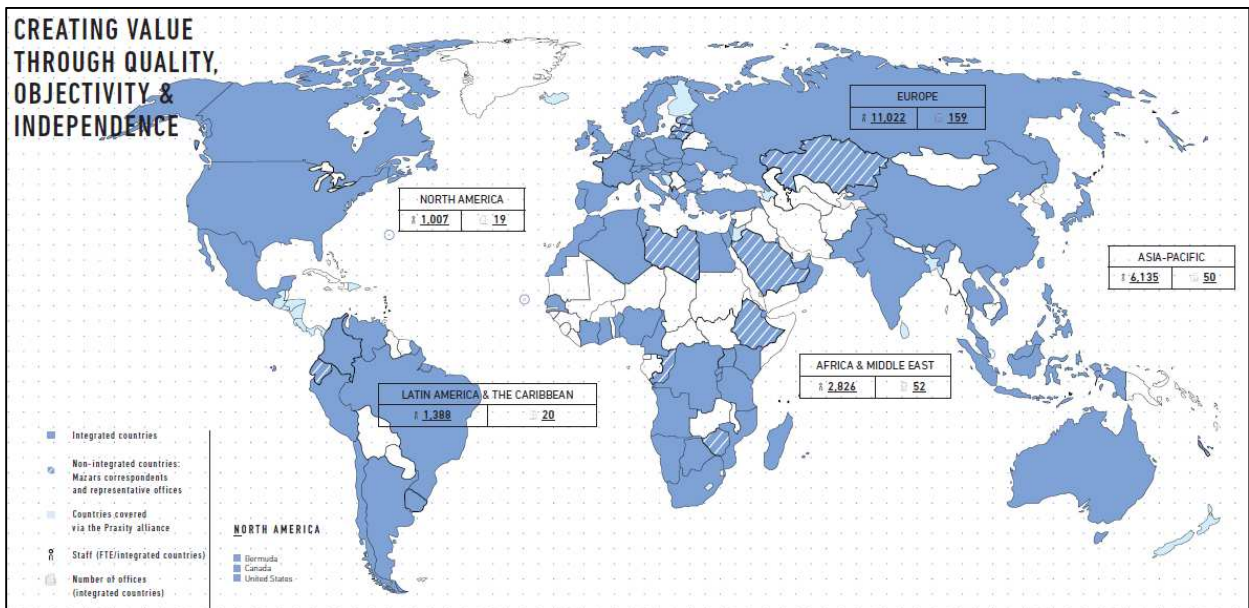 CREATING VALUE
THROUGH QUALITY,
OBJECTIVITY &
INDEPENDENCE
EUROPE
11,022 159
NORTH AMERICA
1,007 19
ASIA-PACIFIC
6,135 50
AFRICA & MIDDLE EAST
2,826 52
LATIN AMERICA & THE CARIBBEAN
1,388 20
Integrated countries
Non-integrated countries:
Mazars correspondents
and representative offices
Countries covered
via the Praxity alliance
Staff (FTE/integrated countries)
Number of offices
(integrated countries)
NORTH AMERICA
Bermuda
Canada
United States